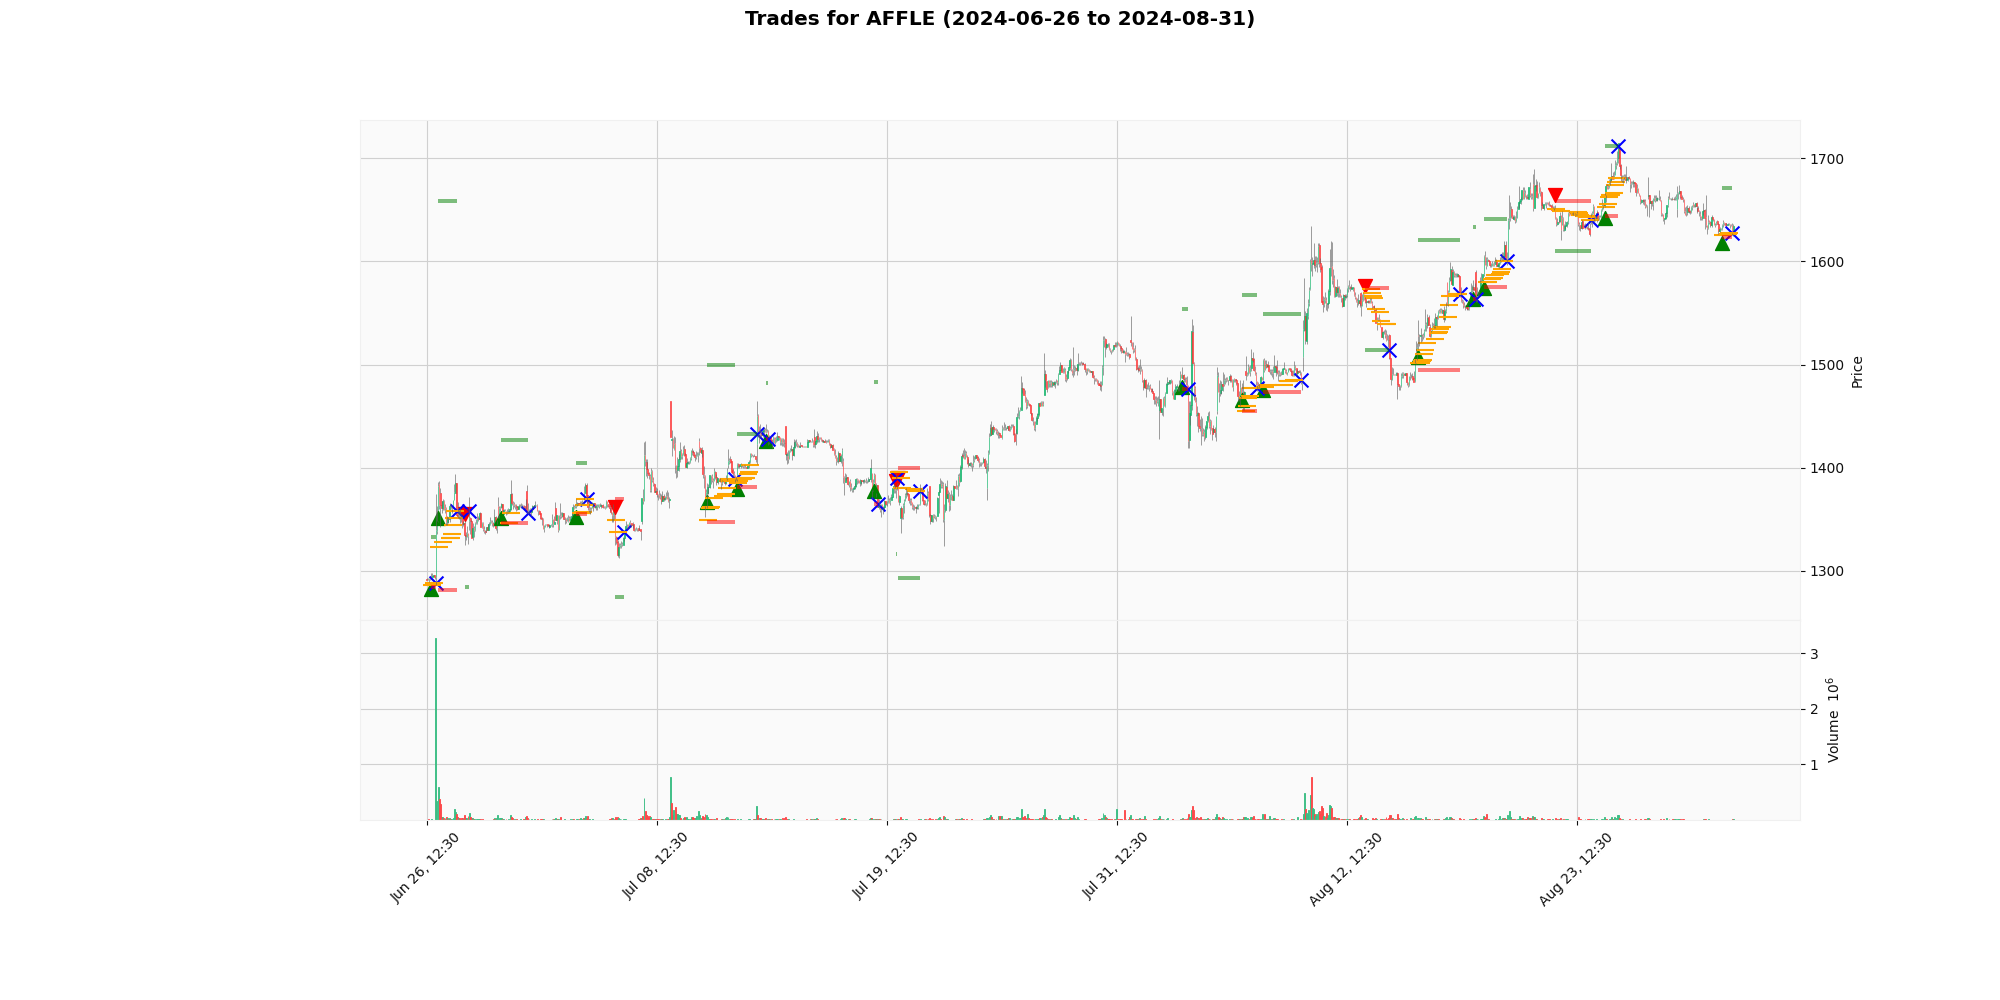 Trades for AFFLE (2024-06-26 to 2024-08-31)
1700
1600
1500
1400
1300
Price
3
2
1
Volume 10⁶
Jun 26, 12:30
Jul 08, 12:30
Jul 19, 12:30
Jul 31, 12:30
Aug 12, 12:30
Aug 23, 12:30